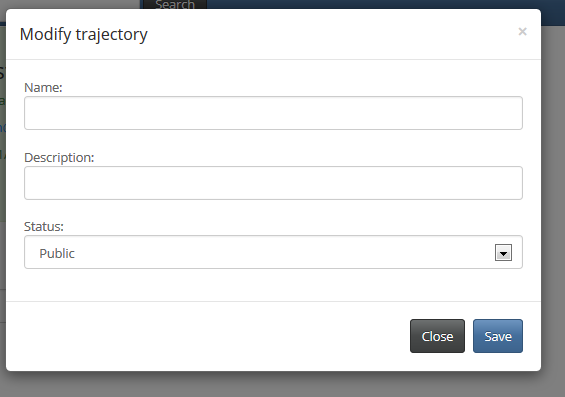 Search
Modify trajectory
×
Name:
Description:
Status:
Public
Close
Save